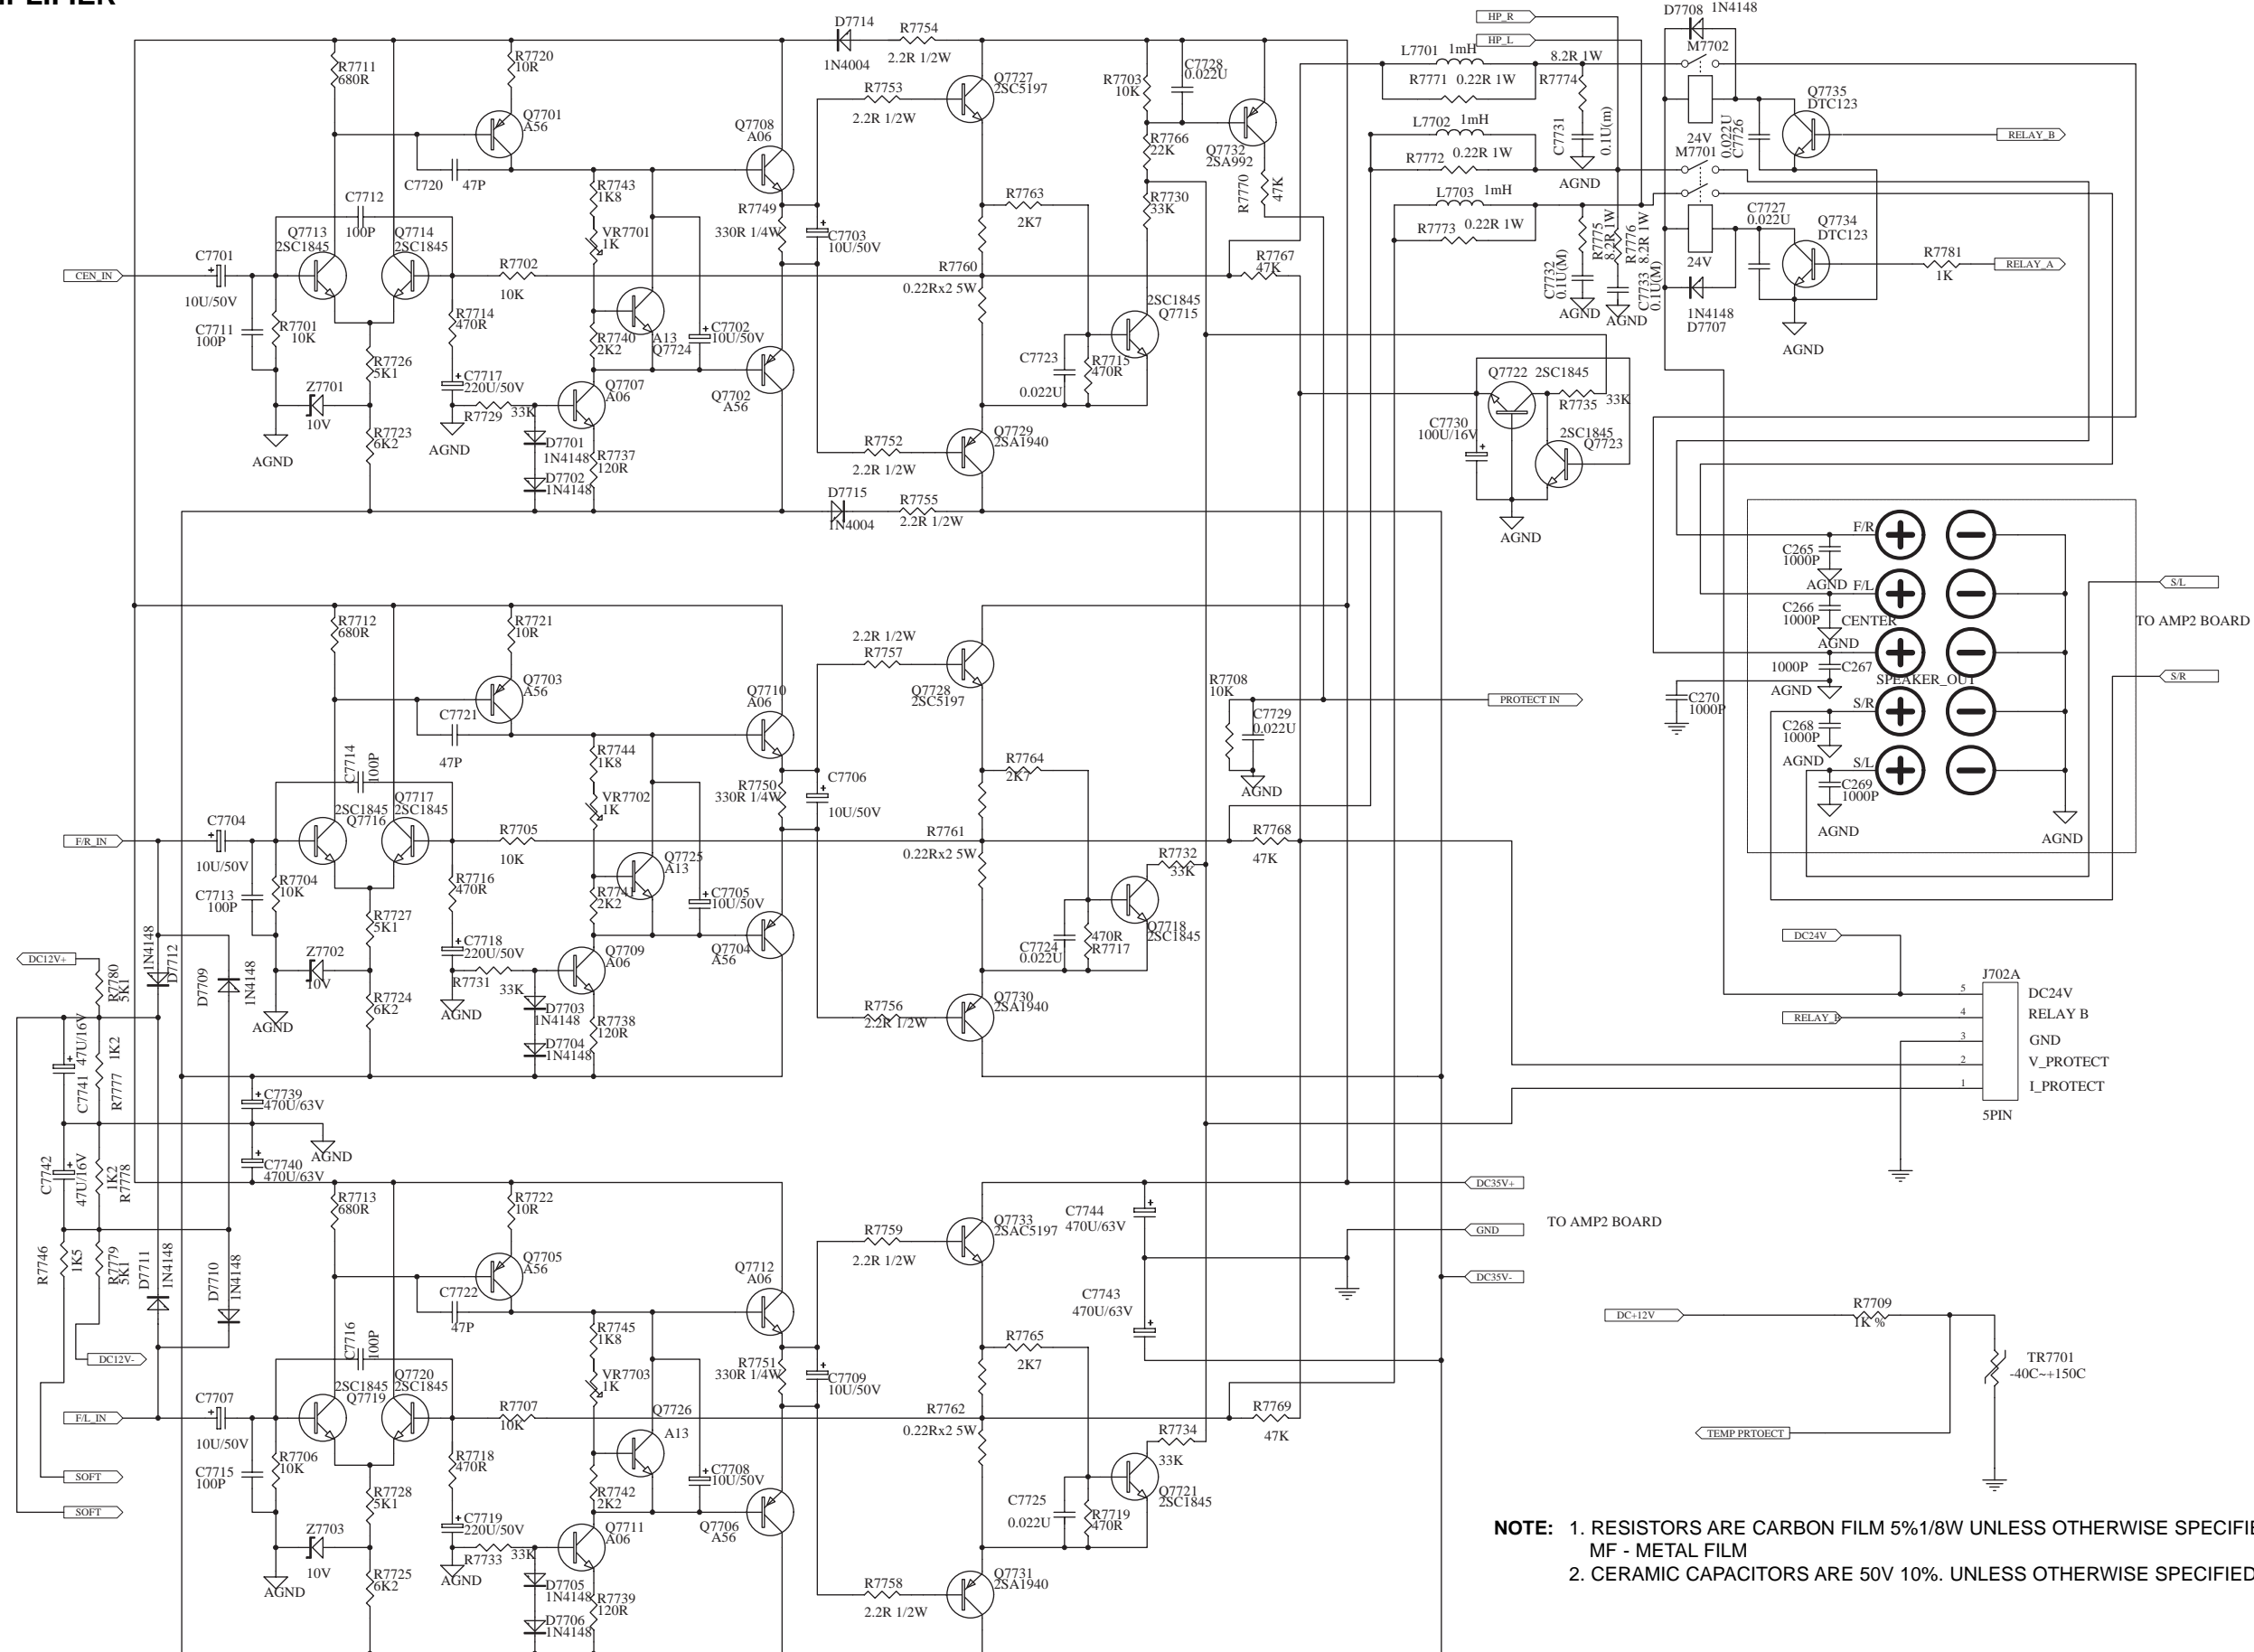 D7714
1N4004
R7754
2.2R 1/2W
R7711
680R
R7720
10R
Q7701
A56
C7720
47P
C7712
100P
Q7713
2SC1845
Q7714
2SC1845
C7701
10U/50V
CEN_IN
C7711
100P
R7701
10K
R7726
5K1
Z7701
10V
R7723
6K2
AGND
R7714
470R
C7717
220U/50V
AGND
R7729
33K
R7702
10K
D7701
1N4148
D7702
1N4148
R7743
1K8
VR7701
1K
R7740
2K2
A13
Q7724
Q7707
A06
R7737
120R
C7702
10U/50V
Q7708
A06
R7749
330R 1/4W
C7703
10U/50V
Q7702
A56
R7753
2.2R 1/2W
Q7727
2SC5197
R7763
2K7
R7760
0.22Rx2 5W
C7723
0.022U
R7715
470R
2SC1845
Q7715
R7752
2.2R 1/2W
Q7729
2SA1940
D7715
1N4004
R7755
2.2R 1/2W
R7703
10K
C7728
0.022U
R7766
22K
R7730
33K
Q7732
2SA992
R7770
47K
R7767
47K
HP_R
HP_L
L7701
1mH
R7771
0.22R 1W
L7702
1mH
R7772
0.22R 1W
L7703
1mH
R7773
0.22R 1W
8.2R 1W
R7774
C7731
0.1U(m)
AGND
R7775
8.2R 1W
R7776
8.2R 1W
C7732
0.1U(M)
C7733
0.1U(M)
AGND
AGND
D7708
1N4148
M7702
24V
M7701
0.022U
C7726
Q7735
DTC123
RELAY_B
C7727
0.022U
Q7734
DTC123
24V
1N4148
D7707
R7781
1K
RELAY_A
AGND
Q7722
2SC1845
R7735
33K
C7730
100U/16V
2SC1845
Q7723
AGND
F/R
C265
1000P
AGND
F/L
C266
1000P
CENTER
AGND
1000P
C267
SPEAKER_OUT
AGND
C270
1000P
S/R
C268
1000P
AGND
S/L
C269
1000P
AGND
AGND
S/L
TO AMP2 BOARD
S/R
R7712
680R
R7721
10R
Q7703
A56
C7721
47P
C7714
100P
2SC1845
Q7716
Q7717
2SC1845
C7704
10U/50V
F/R_IN
C7713
100P
R7704
10K
R7727
5K1
Z7702
10V
R7724
6K2
AGND
R7716
470R
C7718
220U/50V
AGND
R7731
33K
R7705
10K
D7703
1N4148
D7704
1N4148
R7744
1K8
VR7702
1K
R7741
2K2
Q7725
A13
Q7709
A06
R7738
120R
C7705
10U/50V
Q7710
A06
R7750
330R 1/4W
C7706
10U/50V
Q7704
A56
2.2R 1/2W
R7757
Q7728
2SC5197
R7764
2K7
R7761
0.22Rx2 5W
C7724
0.022U
470R
R7717
Q7718
2SC1845
R7732
33K
R7756
2.2R 1/2W
Q7730
2SA1940
R7708
10K
C7729
0.022U
AGND
PROTECT IN
R7768
47K
DC12V+
R7780
5K1
1N4148
D7712
D7709
1N4148
C7741
47U/16V
R7777
1K2
C7739
470U/63V
AGND
C7740
470U/63V
C7742
47U/16V
1K2
R7778
R7746
1K5
R7779
5K1
D7711
1N4148
D7710
1N4148
DC12V-
SOFT
SOFT
DC24V
J702A
5
DC24V
RELAY_B
4
RELAY B
3
GND
2
V_PROTECT
1
I_PROTECT
5PIN
R7713
680R
R7722
10R
Q7705
A56
C7722
47P
C7716
100P
2SC1845
Q7719
Q7720
2SC1845
C7707
10U/50V
F/L_IN
C7715
100P
R7706
10K
R7728
5K1
Z7703
10V
R7725
6K2
AGND
R7718
470R
C7719
220U/50V
AGND
R7733
33K
R7707
10K
D7705
1N4148
D7706
1N4148
R7745
1K8
VR7703
1K
R7742
2K2
Q7726
A13
Q7711
A06
R7739
120R
C7708
10U/50V
Q7712
A06
R7751
330R 1/4W
C7709
10U/50V
Q7706
A56
R7759
2.2R 1/2W
Q7733
2SAC5197
R7765
2K7
R7762
0.22Rx2 5W
C7725
0.022U
R7719
470R
Q7721
2SC1845
R7734
33K
R7758
2.2R 1/2W
Q7731
2SA1940
R7769
47K
C7744
470U/63V
C7743
470U/63V
DC35V+
GND
TO AMP2 BOARD
DC35V-
DC+12V
R7709
1K %
TR7701
-40C~+150C
TEMP PRTOECT
NOTE: 1. RESISTORS ARE CARBON FILM 5%1/8W UNLESS OTHERWISE SPECIFIE
MF - METAL FILM
2. CERAMIC CAPACITORS ARE 50V 10%. UNLESS OTHERWISE SPECIFIED